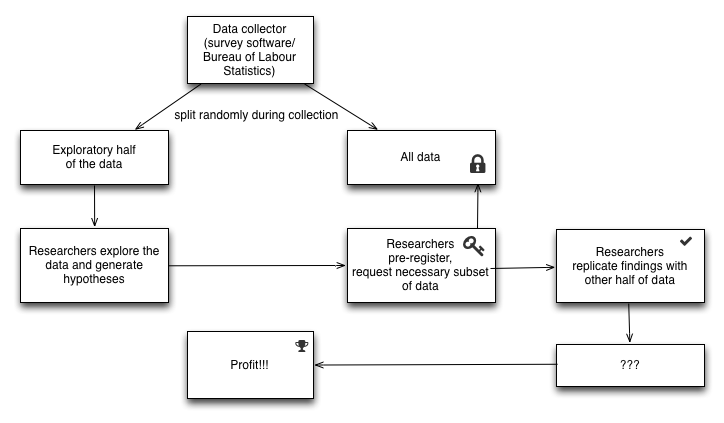 Data collector
(survey software/
Bureau of Labour
Statistics)
split randomly during collection
Exploratory half
of the data
All data
Researchers explore the
data and generate
hypotheses
Researchers
pre-register,
request necessary subset
of data
Researchers
replicate findings with
other half of data
Profit!!!
???